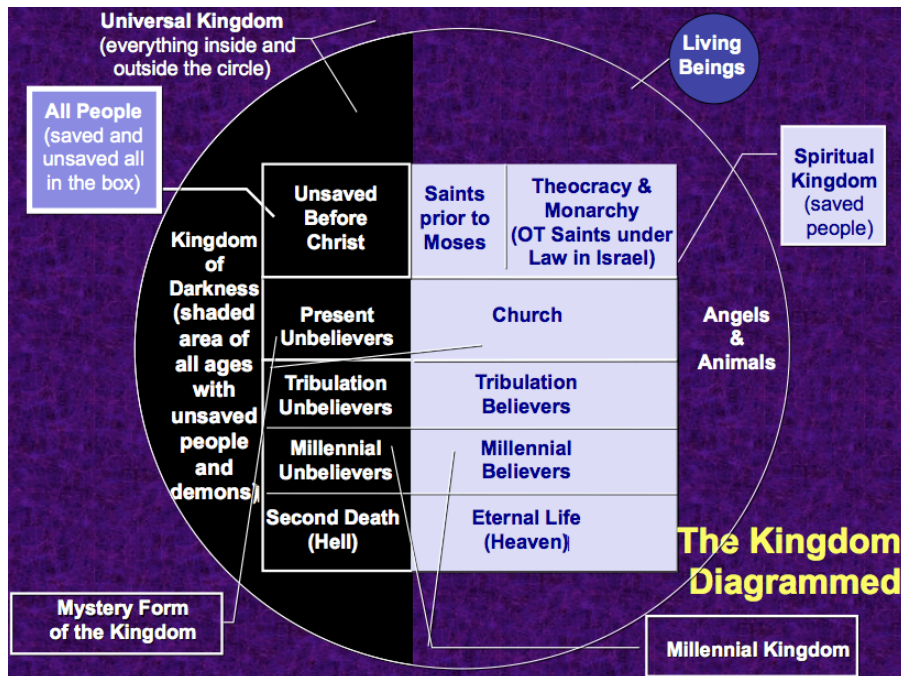 Universal Kingdom
(everything inside and
outside the circle)
Living
Beings
All People
(saved and
unsaved all
in the box)
Spiritual
Kingdom
(saved
people)
Unsaved
Before
Christ
Saints
prior to
Moses
Theocracy &
Monarchy
(OT Saints under
Law in Israel)
Kingdom
of
Darkness
(shaded
area of
all ages
with
unsaved
people
and
demons)
Present
Unbelievers
Church
Angels
&
Animals
Tribulation
Unbelievers
Tribulation
Believers
Millennial
Unbelievers
Millennial
Believers
Second Death
(Hell)
Eternal Life
(Heaven)
The Kingdom
Diagrammed
Mystery Form
of the Kingdom
Millennial Kingdom